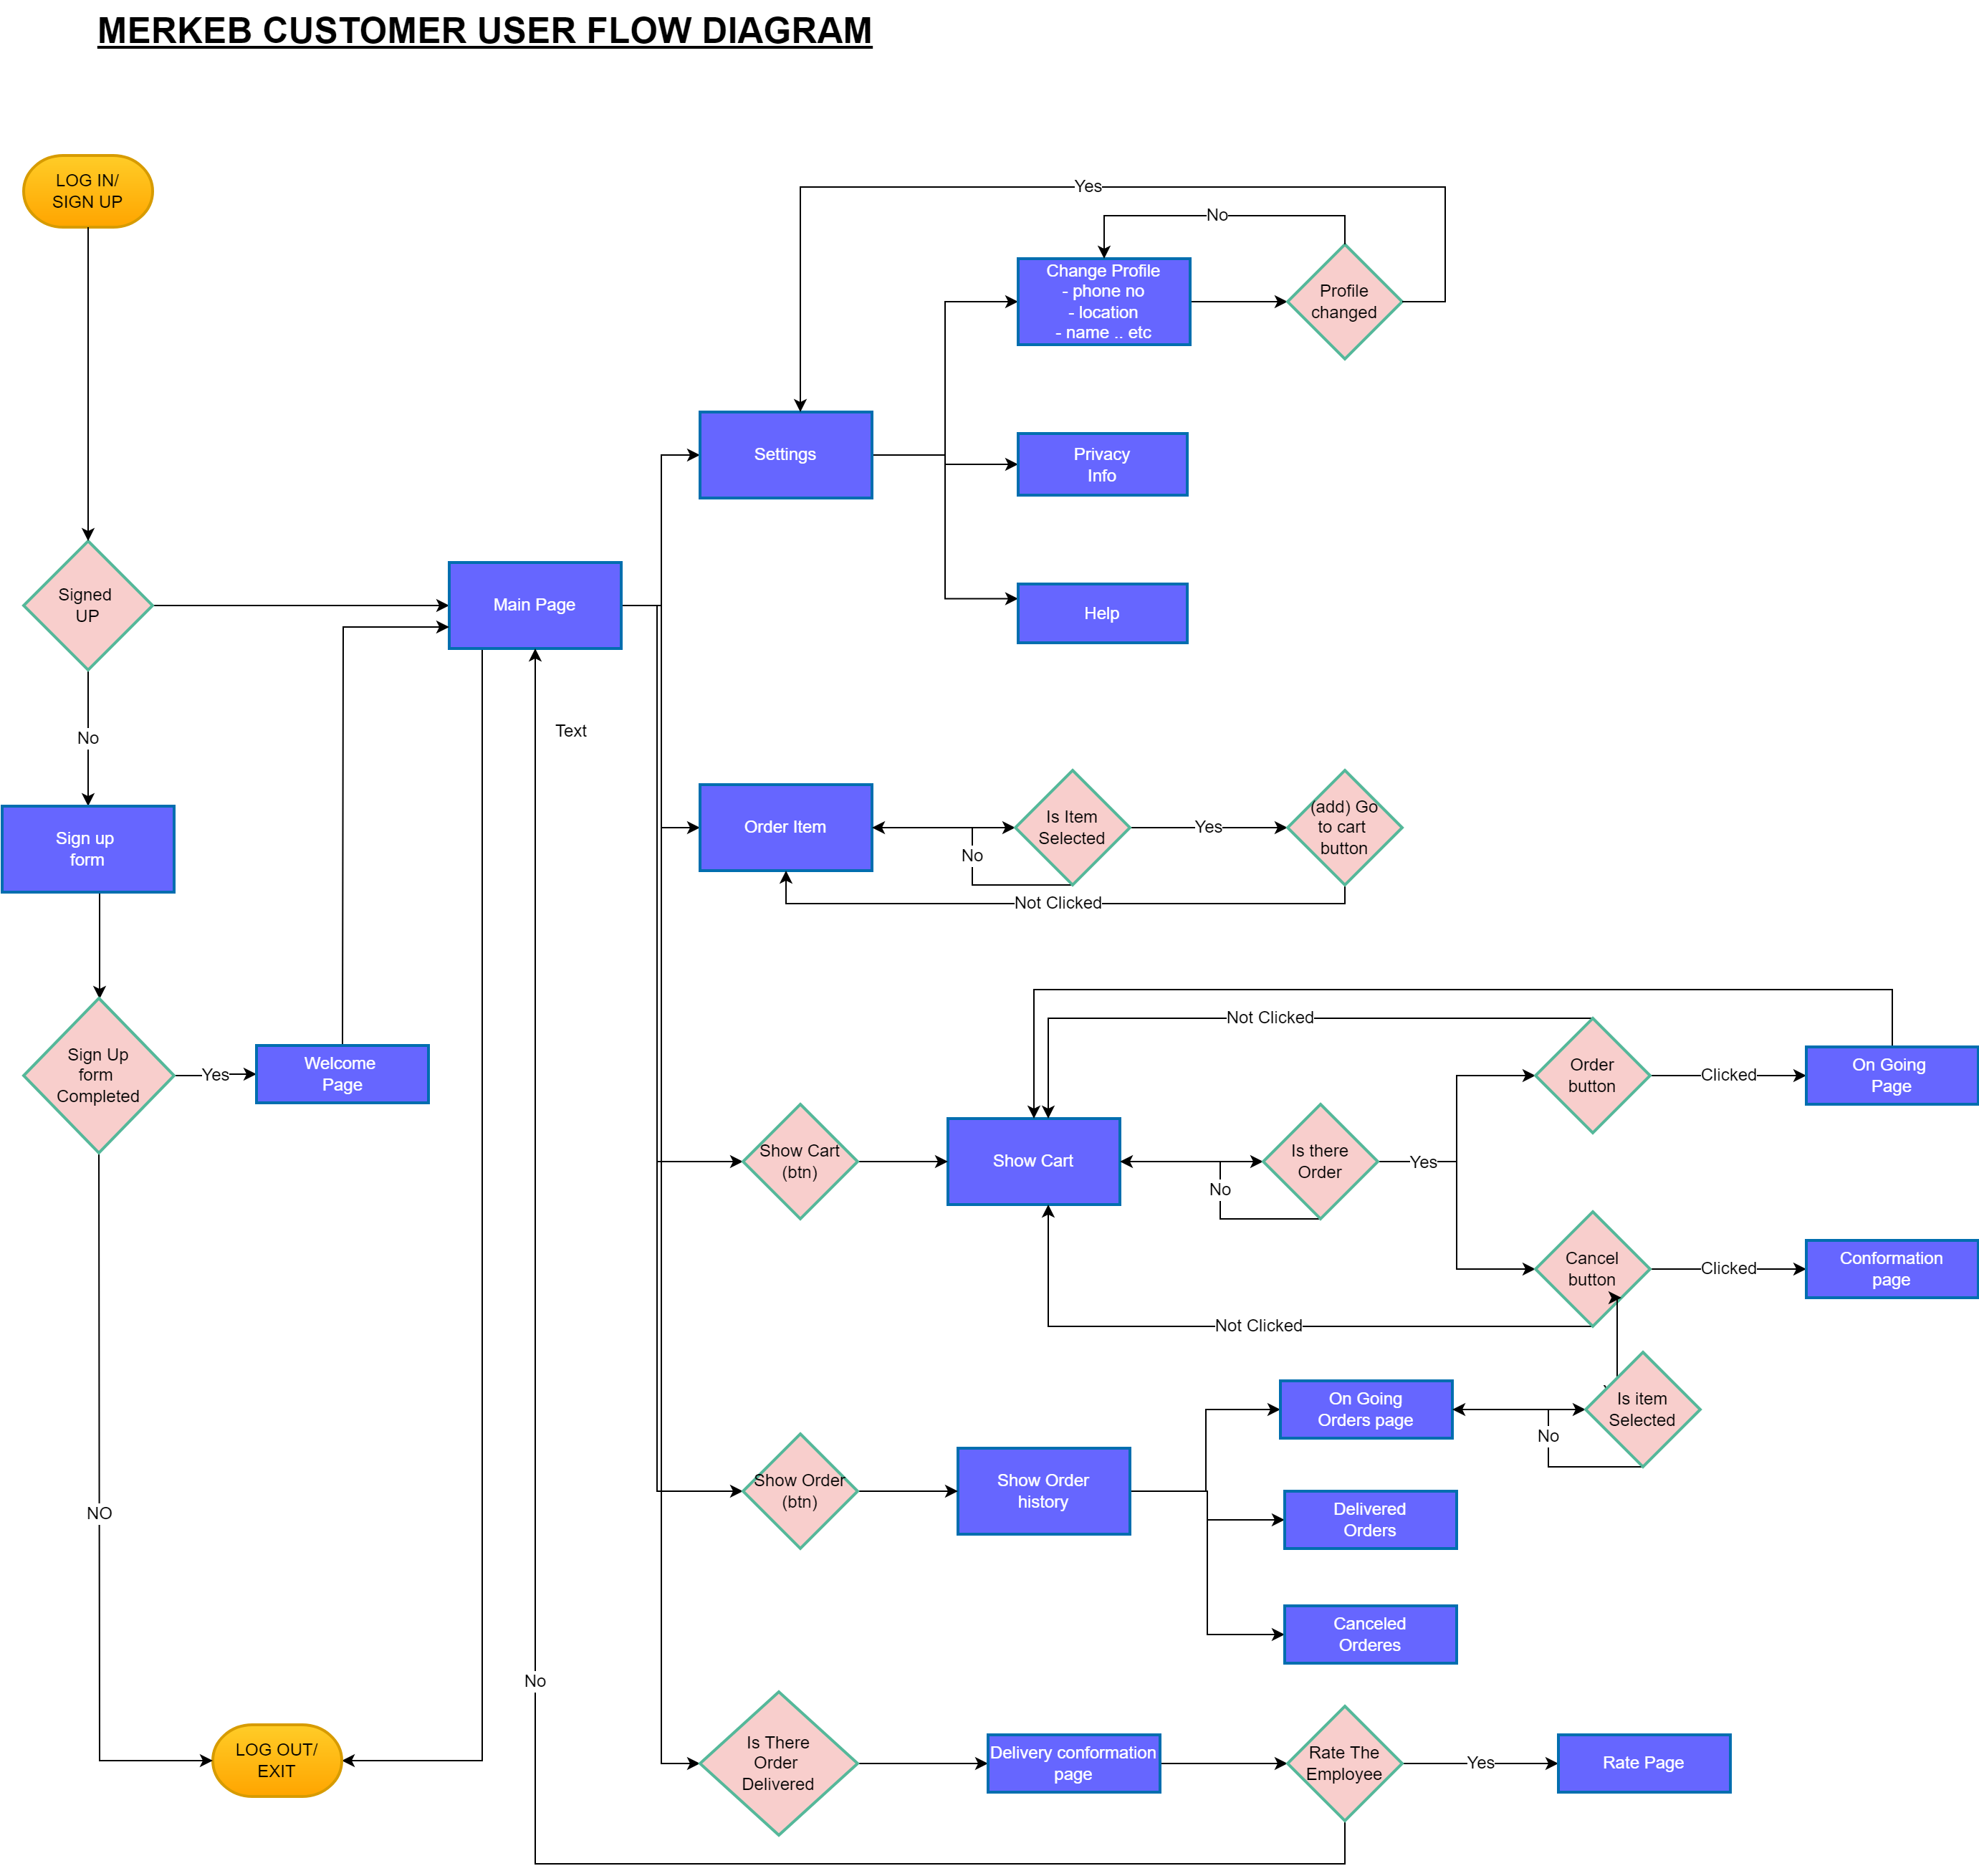 MERKEB CUSTOMER USER FLOW DIAGRAM
LOG IN/
SIGN UP
Yes
No
Change Profile
- phone no
- location
- name .. etc
Profile
changed
Settings
Privacy
Info
Signed
UP
Main Page
Help
No
Text
Sign up
form
Order Item
Is Item
Selected
No
Yes
(add) Go
to cart
button
Not Clicked
Sign Up
form
Completed
Yes
Welcome
Page
Not Clicked
Order
button
Clicked
On Going
Page
Show Cart
(btn)
Show Cart
Is there
Order
No
Yes
Cancel
button
Clicked
Conformation
page
Not Clicked
On Going
Orders page
Is item
Selected
No
Show Order
(btn)
Show Order
history
Delivered
Orders
NO
Canceled
Orderes
No
LOG OUT/
EXIT
Is There
Order
Delivered
Delivery conformation
page
Rate The
Employee
Yes
Rate Page